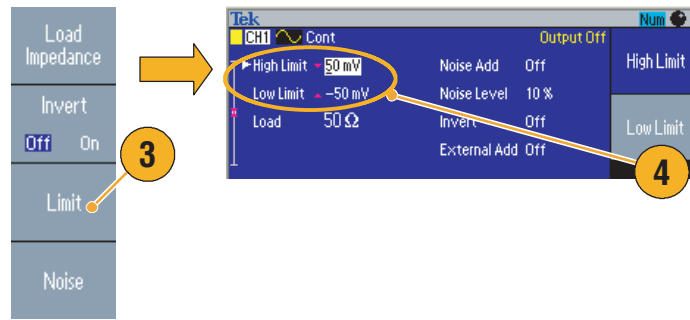 Load
Impedance
Invert
Off On
Limit
3
Noise
Tek
Num
CH1 Cont
Output Off
High Limit 50 mV
Noise Add Off
Low Limit -50 mV
Noise Level 10 %
Load 50 Ω
Invert Off
External Add Off
High Limit
Low Limit
4